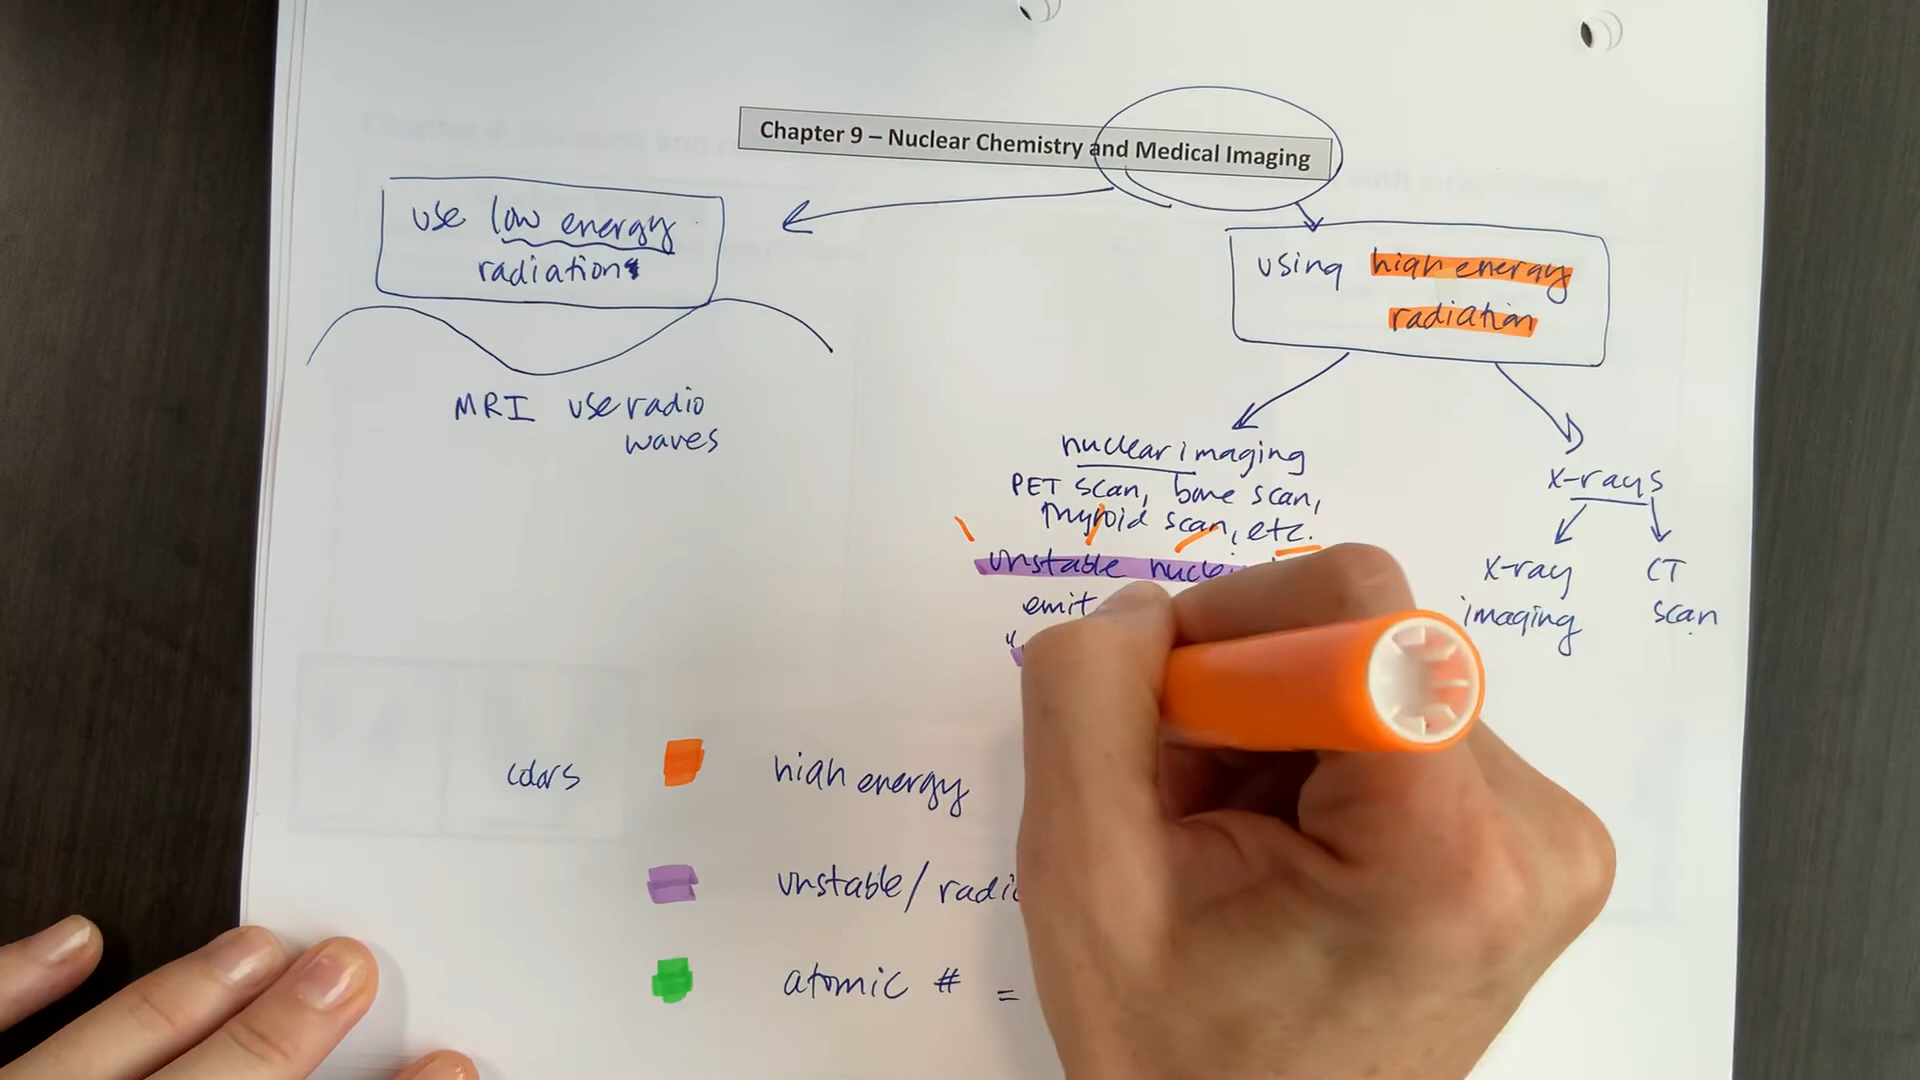 Chapter 9 – Nuclear Chemistry and Medical Imaging
use low energy
radiation
using high energy
radiation
MRI use radio
waves
nuclear imaging
PET scan, bone scan,
thyroid scan, etc.
unstable nuclei
emit
x-rays
x-ray
imaging
CT
scan
colors
high energy
unstable/
atomic # =